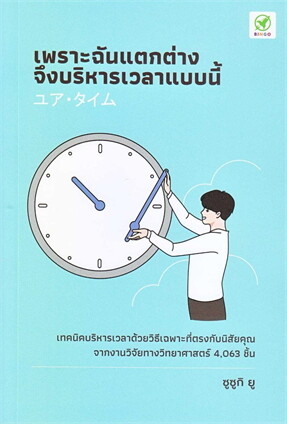 BINGO
เพราะฉันแตกต่าง
จึงบริหารเวลาแบบนี้
ユア・タイム
เทคนิคบริหารเวลาด้วยวิธีเฉพาะที่ตรงกับนิสัยคุณ
จากงานวิจัยทางวิทยาศาสตร์ 4,063 ชิ้น
ซูซูกิ ยู